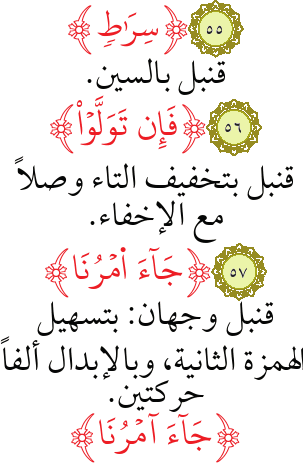 ٥٥ ﴿سِرَٰطِ﴾
قنبل بالسين.
٥٦ ﴿فَإِن تَوَلَّوۡاْ﴾
قنبل بتخفيف التاء وصلاً
مع الإخفاء.
٥٧ ﴿جَآءَ اَمۡرُنَا﴾
قنبل وجهان: بتسهيل
الهمزة الثانية، وبالإبدال ألفاً
حركتين.
﴿جَآءَ آمۡرُنَا﴾